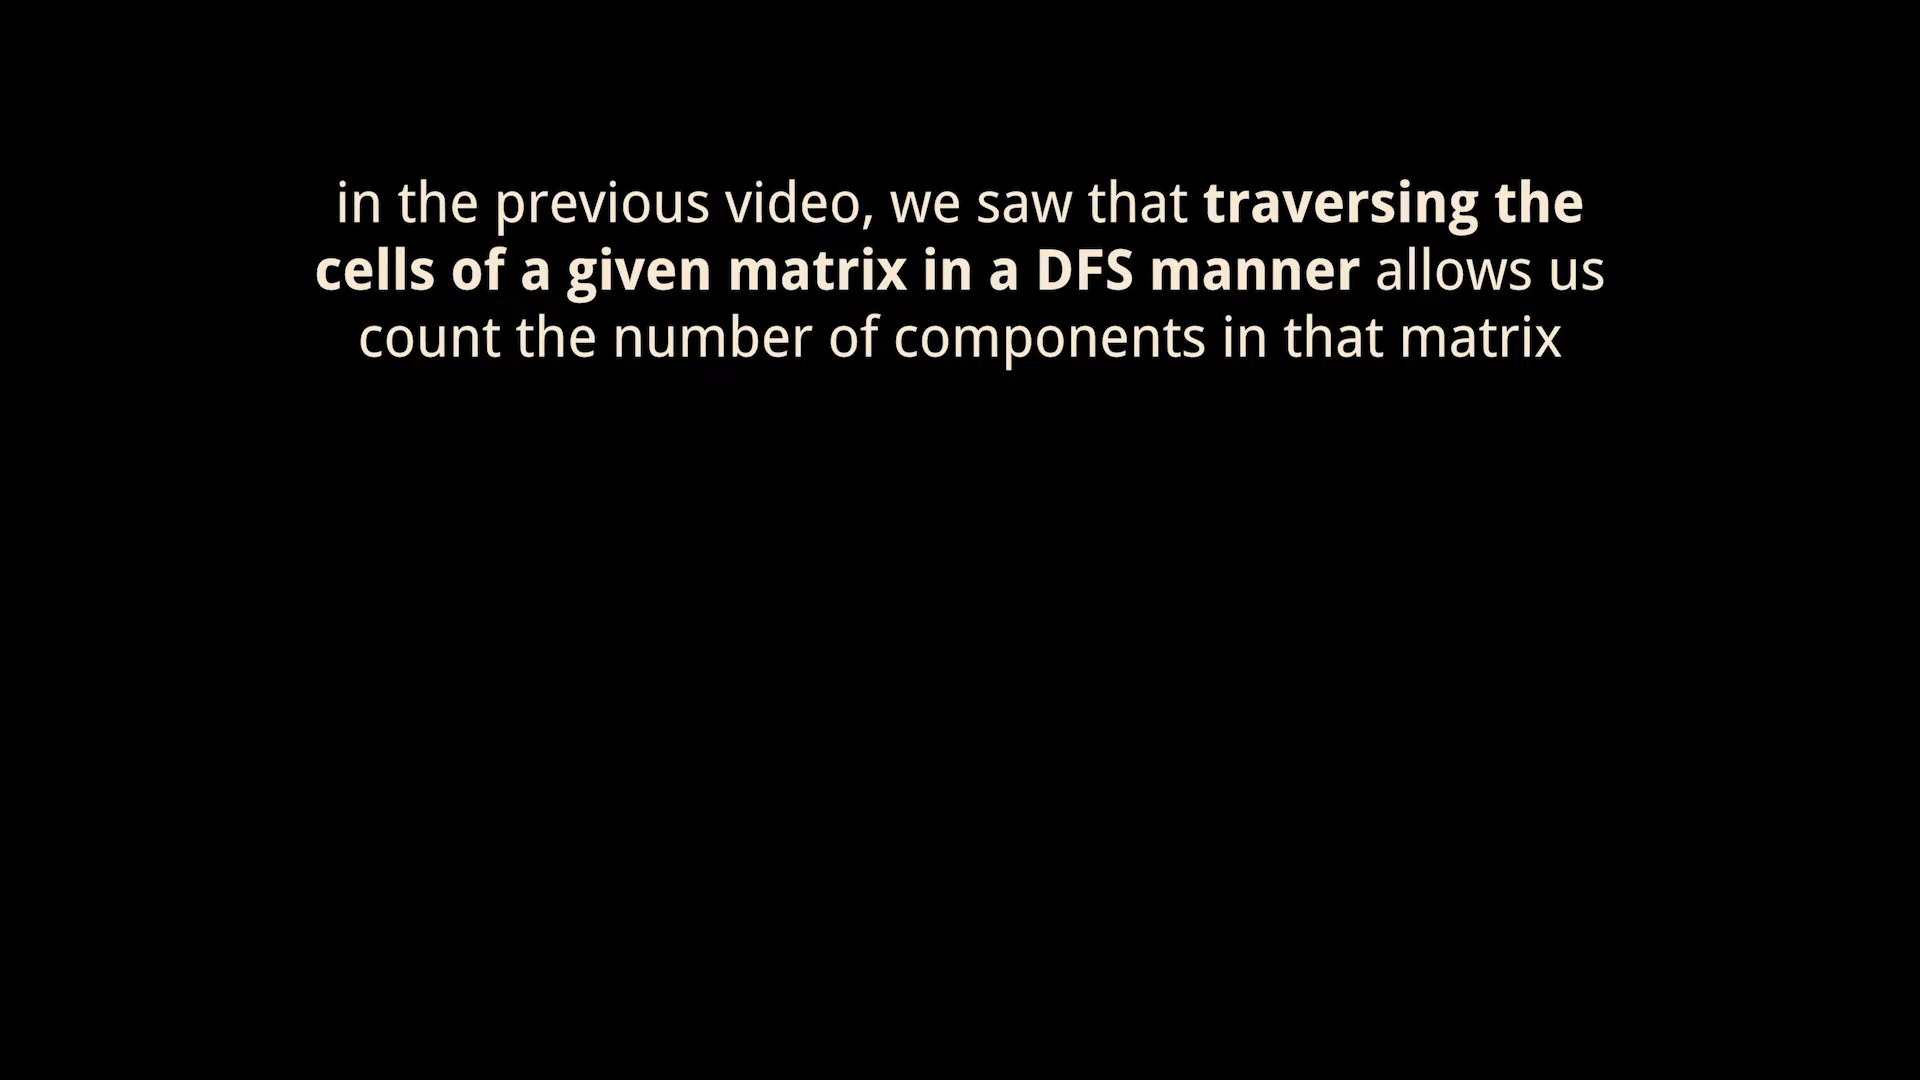 in the previous video, we saw that traversing the
cells of a given matrix in a DFS manner allows us
count the number of components in that matrix